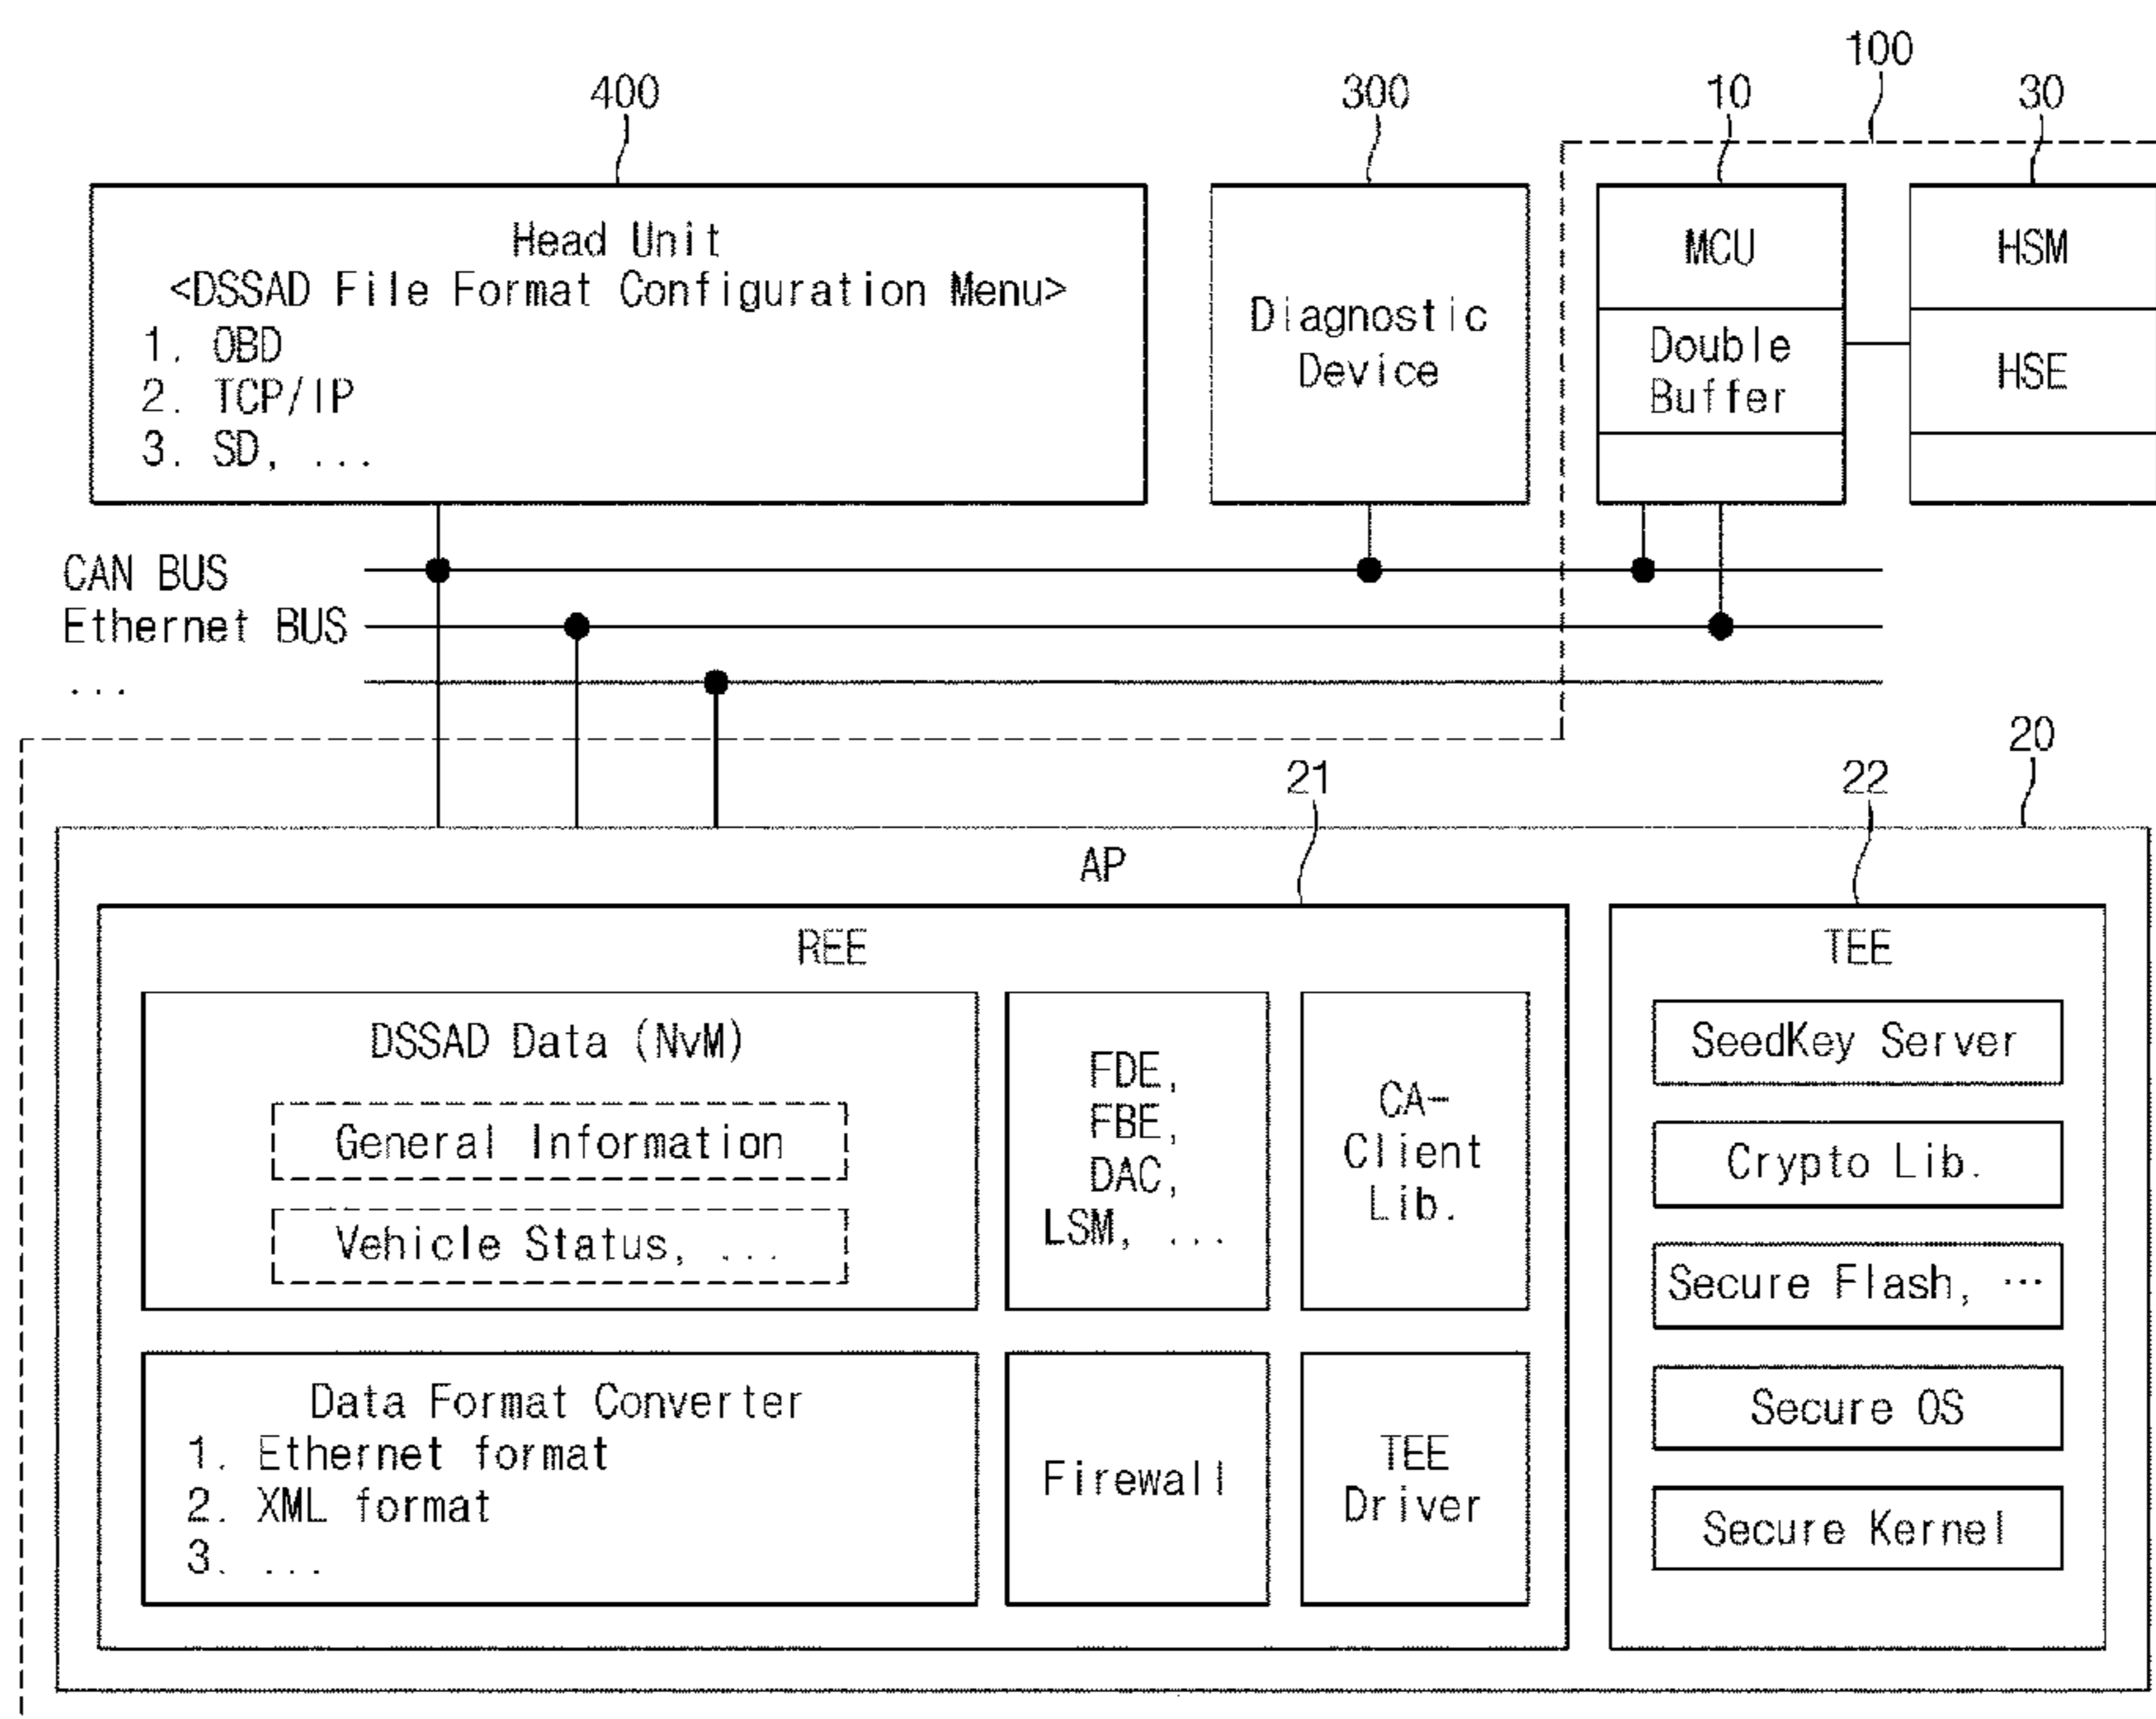 100
400
300
10
30
Head Unit
<DSSAD File Format Configuration Menu>
1. OBD
2. TCP/IP
3. SD, ...
Diagnostic
Device
MCU
Double
Buffer
HSM
HSE
CAN BUS
Ethernet BUS
...
20
21
22
AP
REE
DSSAD Data (NvM)
General Information
Vehicle Status, ...
FDE,
FBE,
DAC,
LSM, ...
CA-
Client
Lib.
Data Format Converter
1. Ethernet format
2. XML format
3. ...
Firewall
TEE
Driver
TEE
SeedKey Server
Crypto Lib.
Secure Flash, ...
Secure OS
Secure Kernel